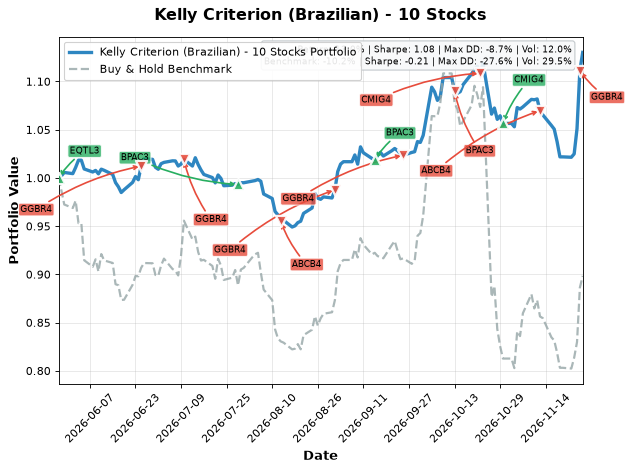 Kelly Criterion (Brazilian) - 10 Stocks
Kelly Criterion (Brazilian) - 10 Stocks Portfolio
Buy & Hold Benchmark
| Sharpe: 1.08 | Max DD: -8.7% | Vol: 12.0%
Benchmark: -10.2% | Sharpe: -0.21 | Max DD: -27.6% | Vol: 29.5%
Portfolio Value
1.10
1.05
1.00
0.95
0.90
0.85
0.80
CMIG4
CMIG4
GGBR4
EQTL3
BPAC3
BPAC3
BPAC3
ABCB4
GGBR4
GGBR4
GGBR4
GGBR4
ABCB4
2026-06-07
2026-06-23
2026-07-09
2026-07-25
2026-08-10
2026-08-26
2026-09-11
2026-09-27
2026-10-13
2026-10-29
2026-11-14
Date